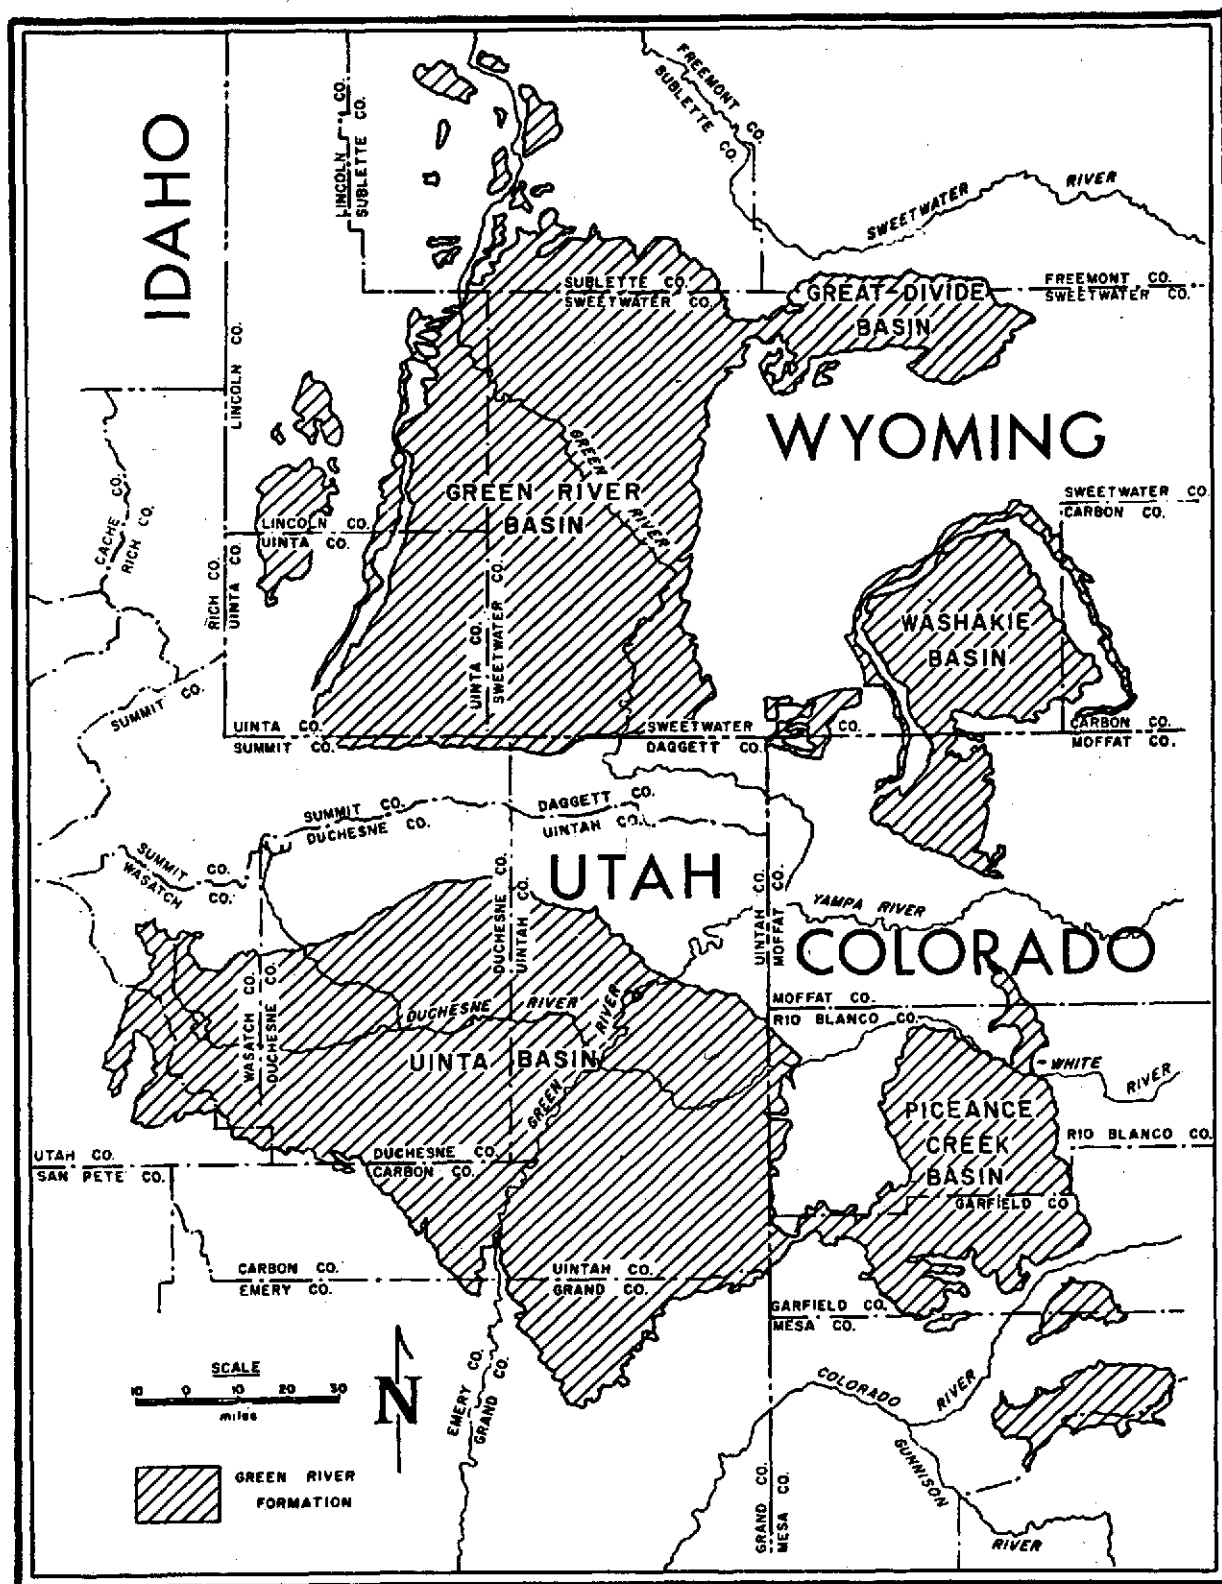 IDAHO
LINCOLN CO.
SUBLETTE CO.
FREEMONT CO.
SUBLETTE CO.
SWEETWATER RIVER
SUBLETTE CO.
SWEETWATER CO.
GREAT DIVIDE
BASIN
FREEMONT CO.
SWEETWATER CO.
LINCOLN CO.
WYOMING
GREEN RIVER
GREEN RIVER
BASIN
SWEETWATER CO.
CARBON CO.
CACHE CO.
RICH CO.
LINCOLN CO.
UINTA CO.
RICH CO.
UINTA CO.
UINTA CO.
SWEETWATER CO.
WASHAKIE
BASIN
SUMMIT CO.
UINTA CO.
SUMMIT CO.
SWEETWATER CO.
DAGGETT CO.
CARBON CO.
MOFFAT CO.
SUMMIT CO.
DUCHESNE CO.
DAGGETT CO.
UINTAH CO.
SUMMIT CO.
WASATCH CO.
UTAH
DUCHESNE CO.
UINTAH CO.
UINTAH CO.
MOFFAT CO.
YAMPA RIVER
COLORADO
WASATCH CO.
DUCHESNE CO.
DUCHESNE RIVER
MOFFAT CO.
RIO BLANCO CO.
UINTA BASIN
GREEN RIVER
WHITE RIVER
PICEANCE
CREEK
BASIN
RIO BLANCO CO.
GARFIELD CO
UTAH CO.
SAN PETE CO.
DUCHESNE CO.
CARBON CO.
CARBON CO.
EMERY CO.
UINTAH CO.
GRAND CO.
GARFIELD CO.
MESA CO.
SCALE
10 0 10 20 30
miles
N
EMERY CO.
GRAND CO.
COLORADO RIVER
GUNNISON RIVER
GRAND CO.
MESA CO.
GREEN RIVER
FORMATION